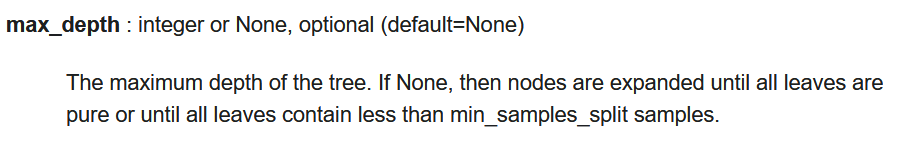 max_depth : integer or None, optional (default=None)
The maximum depth of the tree. If None, then nodes are expanded until all leaves are
pure or until all leaves contain less than min_samples_split samples.